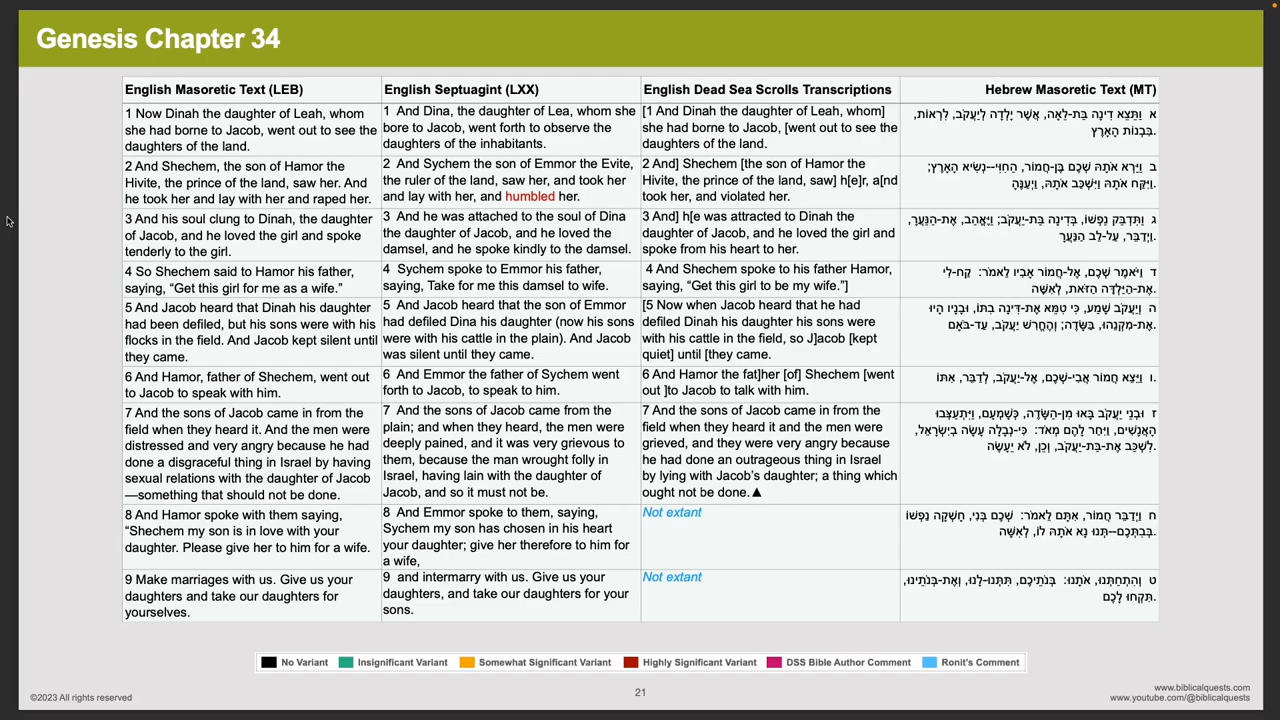 Genesis Chapter 34
English Masoretic Text (LEB)
English Septuagint (LXX)
English Dead Sea Scrolls Transcriptions
Hebrew Masoretic Text (MT)
1 Now Dinah the daughter of Leah, whom
she had borne to Jacob, went out to see the
daughters of the land.
1 And Dina, the daughter of Lea, whom she
bore to Jacob, went forth to observe the
daughters of the inhabitants.
[1 And Dinah the daughter of Leah, whom]
she had borne to Jacob, [went out to see the
daughters of the land.
א וַתֵּצֵא דִינָה בַּת-לֵאָה, אֲשֶׁר יָלְדָה לְיַעֲקֹב, לִרְאוֹת,
בִּבְנוֹת הָאָרֶץ.
2 And Shechem, the son of Hamor the
Hivite, the prince of the land, saw her. And
he took her and lay with her and raped her.
2 And Sychem the son of Emmor the Evite,
the ruler of the land, saw her, and took her
and lay with her, and humbled her.
2 And] Shechem [the son of Hamor the
Hivite, the prince of the land, saw] h[e]r, a[nd
took her, and violated her.
ב וַיַּרְא אֹתָהּ שְׁכֶם בֶּן-חֲמוֹר, הַחִוִּי--נְשִׂיא הָאָרֶץ;
וַיִּקַּח אֹתָהּ וַיִּשְׁכַּב אֹתָהּ, וַיְעַנֶּהָ.
3 And his soul clung to Dinah, the daughter
of Jacob, and he loved the girl and spoke
tenderly to the girl.
3 And he was attached to the soul of Dina
the daughter of Jacob, and he loved the
damsel, and he spoke kindly to the damsel.
3 And] h[e was attracted to Dinah the
daughter of Jacob, and he loved the girl and
spoke from his heart to her.
ג וַתִּדְבַּק נַפְשׁוֹ, בְּדִינָה בַּת-יַעֲקֹב; וַיֶּאֱהַב, אֶת-הַנַּעֲרָ,
וַיְדַבֵּר, עַל-לֵב הַנַּעֲרָ.
4 So Shechem said to Hamor his father,
saying, “Get this girl for me as a wife.”
4 Sychem spoke to Emmor his father,
saying, Take for me this damsel to wife.
4 And Shechem spoke to his father Hamor,
saying, “Get this girl to be my wife.”]
ד וַיֹּאמֶר שְׁכֶם, אֶל-חֲמוֹר אָבִיו לֵאמֹר: קַח-לִי
אֶת-הַיַּלְדָּה הַזֹּאת, לְאִשָּׁה.
5 And Jacob heard that Dinah his daughter
had been defiled, but his sons were with his
flocks in the field. And Jacob kept silent until
they came.
5 And Jacob heard that the son of Emmor
had defiled Dina his daughter (now his sons
were with his cattle in the plain). And Jacob
was silent until they came.
[5 Now when Jacob heard that he had
defiled Dinah his daughter his sons were
with his cattle in the field, so J]acob [kept
quiet] until [they came.
ה וְיַעֲקֹב שָׁמַע, כִּי טִמֵּא אֶת-דִּינָה בִתּוֹ, וּבָנָיו הָיוּ
אֶת-מִקְנֵהוּ, בַּשָּׂדֶה; וְהֶחֱרִשׁ יַעֲקֹב, עַד-בֹּאָם.
6 And Hamor, father of Shechem, went out
to Jacob to speak with him.
6 And Emmor the father of Sychem went
forth to Jacob, to speak to him.
6 And Hamor the fat]her [of] Shechem [went
out ]to Jacob to talk with him.
ו וַיֵּצֵא חֲמוֹר אֲבִי-שְׁכֶם, אֶל-יַעֲקֹב, לְדַבֵּר, אִתּוֹ.
7 And the sons of Jacob came in from the
field when they heard it. And the men were
distressed and very angry because he had
done a disgraceful thing in Israel by having
sexual relations with the daughter of Jacob
—something that should not be done.
7 And the sons of Jacob came from the
plain; and when they heard, the men were
deeply pained, and it was very grievous to
them, because the man wrought folly in
Israel, having lain with the daughter of
Jacob, and so it must not be.
7 And the sons of Jacob came in from the
field when they heard it and the men were
grieved, and they were very angry because
he had done an outrageous thing in Israel
by lying with Jacob’s daughter; a thing which
ought not be done.▲
ז וּבְנֵי יַעֲקֹב בָּאוּ מִן-הַשָּׂדֶה, כְּשָׁמְעָם, וַיִּתְעַצְּבוּ
הָאֲנָשִׁים, וַיִּחַר לָהֶם מְאֹד: כִּי-נְבָלָה עָשָׂה בְיִשְׂרָאֵל,
לִשְׁכַּב אֶת-בַּת-יַעֲקֹב, וְכֵן, לֹא יֵעָשֶׂה.
8 And Hamor spoke with them saying,
“Shechem my son is in love with your
daughter. Please give her to him for a wife.
8 And Emmor spoke to them, saying,
Sychem my son has chosen in his heart
your daughter; give her therefore to him for
a wife,
Not extant
ח וַיְדַבֵּר חֲמוֹר, אִתָּם לֵאמֹר: שְׁכֶם בְּנִי, חָשְׁקָה נַפְשׁוֹ
בְּבִתְּכֶם--תְּנוּ נָא אֹתָהּ לוֹ, לְאִשָּׁה.
9 Make marriages with us. Give us your
daughters and take our daughters for
yourselves.
9 and intermarry with us. Give us your
daughters, and take our daughters for your
sons.
Not extant
ט וְהִתְחַתְּנוּ, אֹתָנוּ: בְּנֹתֵיכֶם, תִּתְּנוּ-לָנוּ, וְאֶת-בְּנֹתֵינוּ,
תִּקְחוּ לָכֶם.
No Variant
Insignificant Variant
Somewhat Significant Variant
Highly Significant Variant
DSS Bible Author Comment
Ronit's Comment
©2023 All rights reserved
21
www.biblicalquests.com
www.youtube.com/@biblicalquests